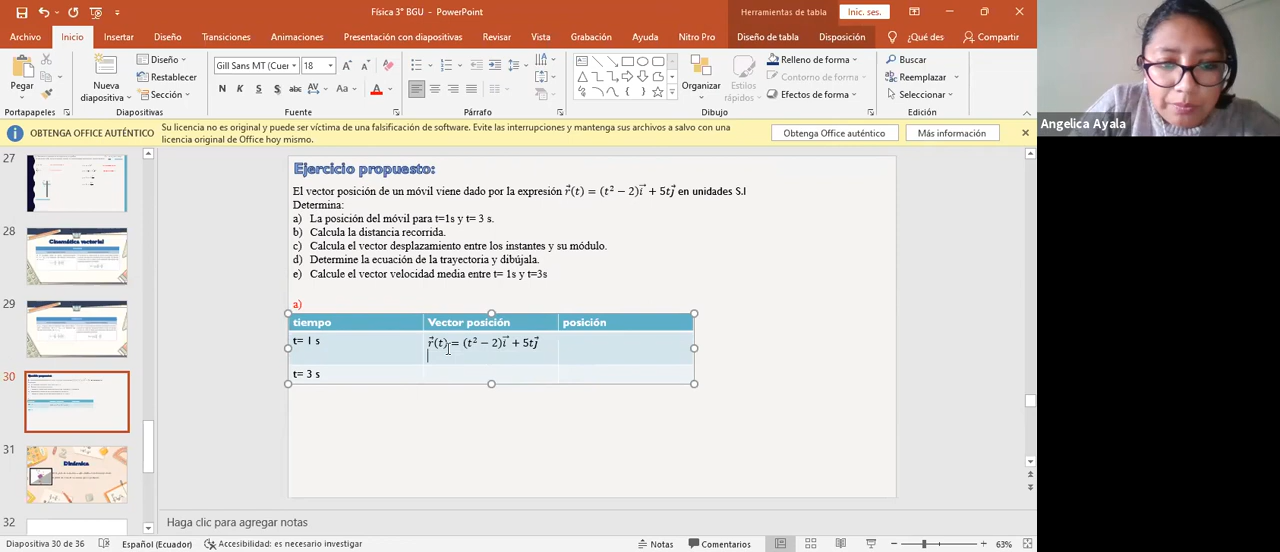 Física 3° BGU - PowerPoint
Herramientas de tabla
Inic. ses.
Archivo Inicio Insertar Diseño Transiciones Animaciones Presentación con diapositivas Revisar Vista Grabación Ayuda Nitro Pro Diseño de tabla Disposición ¿Qué des Compartir
Pegar
Nueva diapositiva
Diseño
Restablecer
Sección
Gill Sans MT (Cuer 18
N K S S ab AV Aa A
Organizar
Estilos rápidos
Relleno de forma
Contorno de forma
Efectos de forma
Buscar
Reemplazar
Seleccionar
Portapapeles Diapositivas Fuente Párrafo Dibujo Edición
OBTENGA OFFICE AUTÉNTICO Su licencia no es original y puede ser víctima de una falsificación de software. Evite las interrupciones y mantenga sus archivos a salvo con una
licencia original de Office hoy mismo.
Obtenga Office auténtico Más información
Angelica Ayala
27
28
Cinemática vectorial
29
30
31
Dinámica
32
Ejercicio propuesto:
El vector posición de un móvil viene dado por la expresión r⃗(t) = (t² − 2)i⃗ + 5tj⃗ en unidades S.I
Determina:
a) La posición del móvil para t=1s y t= 3 s.
b) Calcula la distancia recorrida.
c) Calcula el vector desplazamiento entre los instantes y su módulo.
d) Determine la ecuación de la trayectoria y dibújala.
e) Calcule el vector velocidad media entre t= 1s y t=3s
a)
tiempo Vector posición posición
t= 1 s r⃗(t) = (t² − 2)i⃗ + 5tj⃗
t= 3 s
Haga clic para agregar notas
Diapositiva 30 de 36 Español (Ecuador) Accesibilidad: es necesario investigar Notas Comentarios 63%